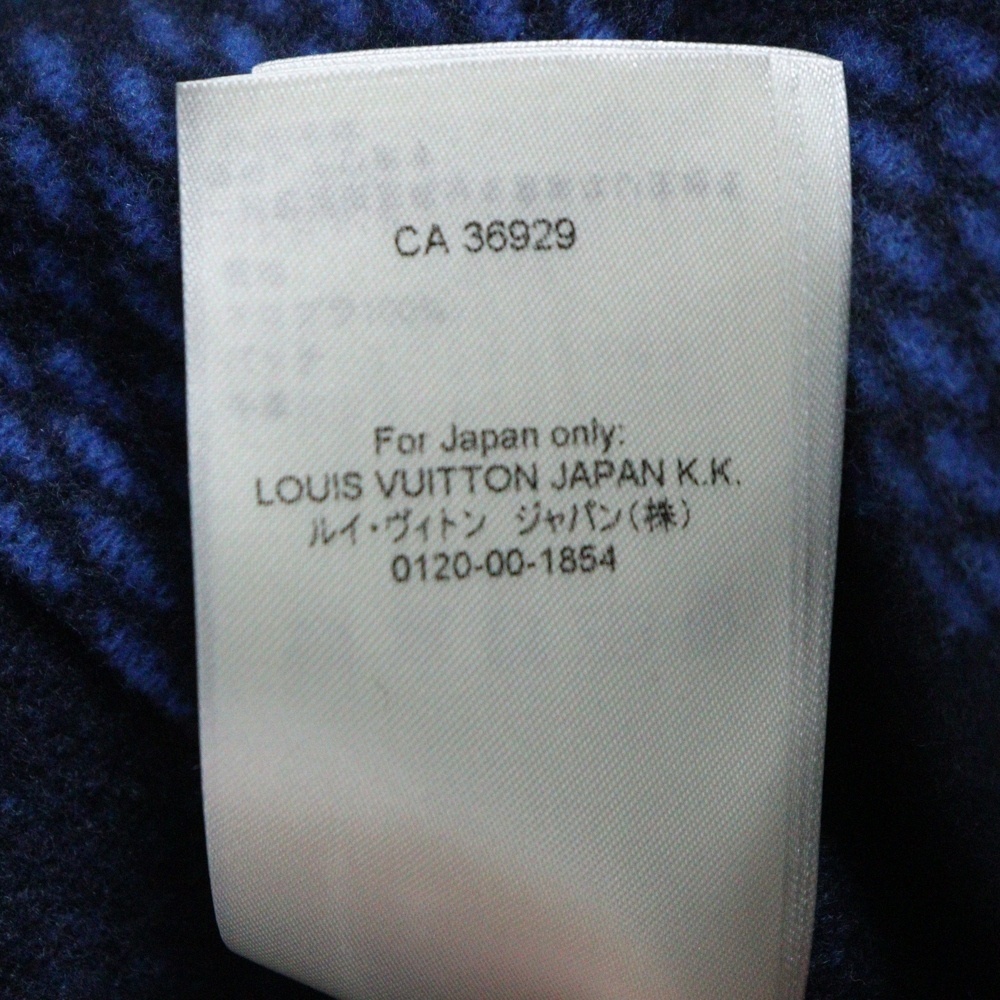 CA 36929
For Japan only:
LOUIS VUITTON JAPAN K.K.
ルイ・ヴィトン ジャパン(株)
0120-00-1854